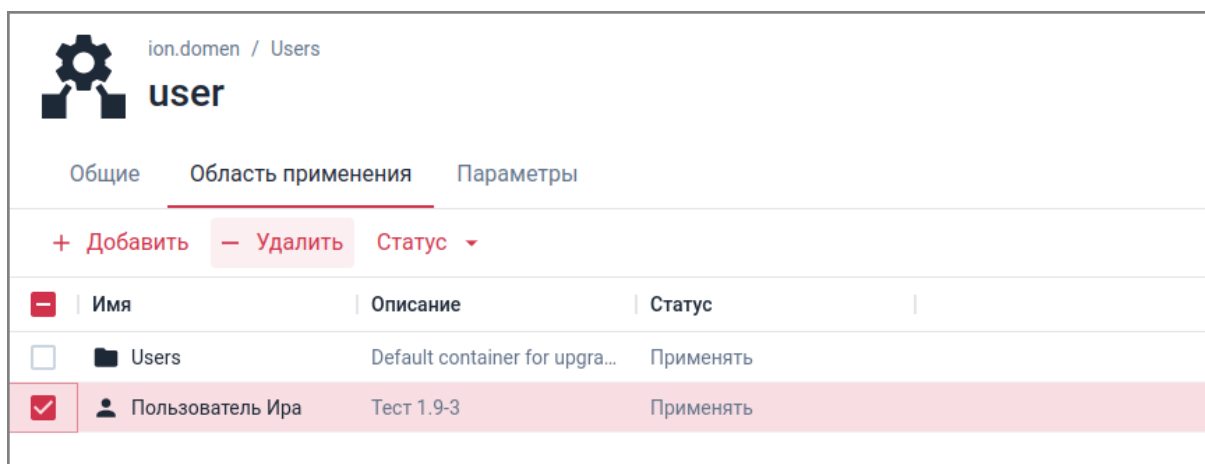 ion.domen / Users
user
Общие Область применения Параметры
+ Добавить — Удалить Статус
Имя Описание Статус
Users Default container for upgra... Применять
Пользователь Ира Тест 1.9-3 Применять